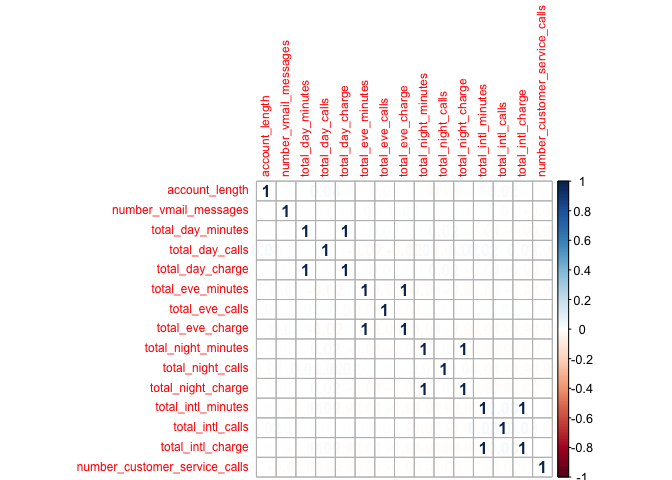 account_length
number_vmail_messages
total_day_minutes
total_day_calls
total_day_charge
total_eve_minutes
total_eve_calls
total_eve_charge
total_night_minutes
total_night_calls
total_night_charge
total_intl_minutes
total_intl_calls
total_intl_charge
number_customer_service_calls
account_length 1
number_vmail_messages 1
total_day_minutes 1 1
total_day_calls 1
total_day_charge 1 1
total_eve_minutes 1 1
total_eve_calls 1
total_eve_charge 1 1
total_night_minutes 1 1
total_night_calls 1
total_night_charge 1 1
total_intl_minutes 1 1
total_intl_calls 1
total_intl_charge 1 1
number_customer_service_calls 1
1
0.8
0.6
0.4
0.2
0
-0.2
-0.4
-0.6
-0.8
-1